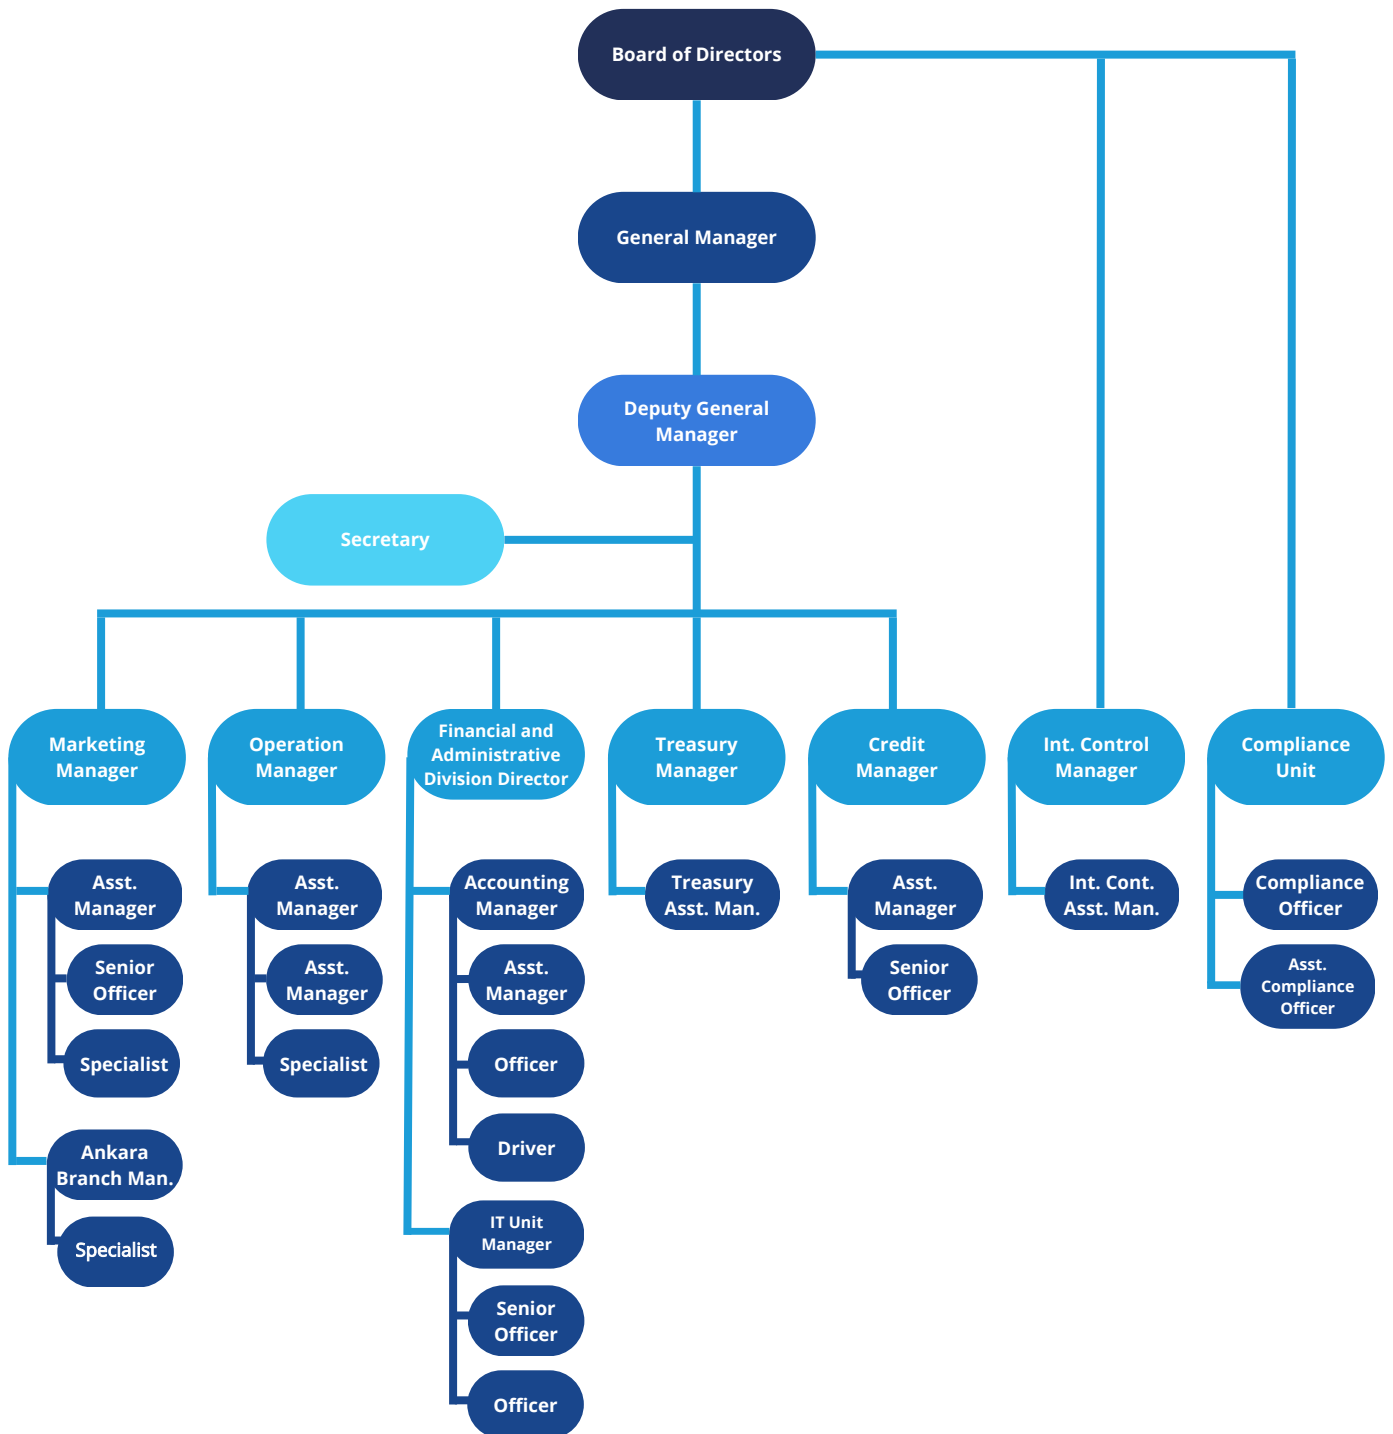 Board of Directors
General Manager
Deputy General
Manager
Secretary
Marketing
Manager
Operation
Manager
Financial and
Administrative
Division Director
Treasury
Manager
Credit
Manager
Int. Control
Manager
Compliance
Unit
Asst.
Manager
Senior
Officer
Specialist
Ankara
Branch Man.
Specialist
Asst.
Manager
Asst.
Manager
Specialist
Accounting
Manager
Asst.
Manager
Officer
Driver
IT Unit
Manager
Senior
Officer
Officer
Treasury
Asst. Man.
Asst.
Manager
Senior
Officer
Int. Cont.
Asst. Man.
Compliance
Officer
Asst.
Compliance
Officer